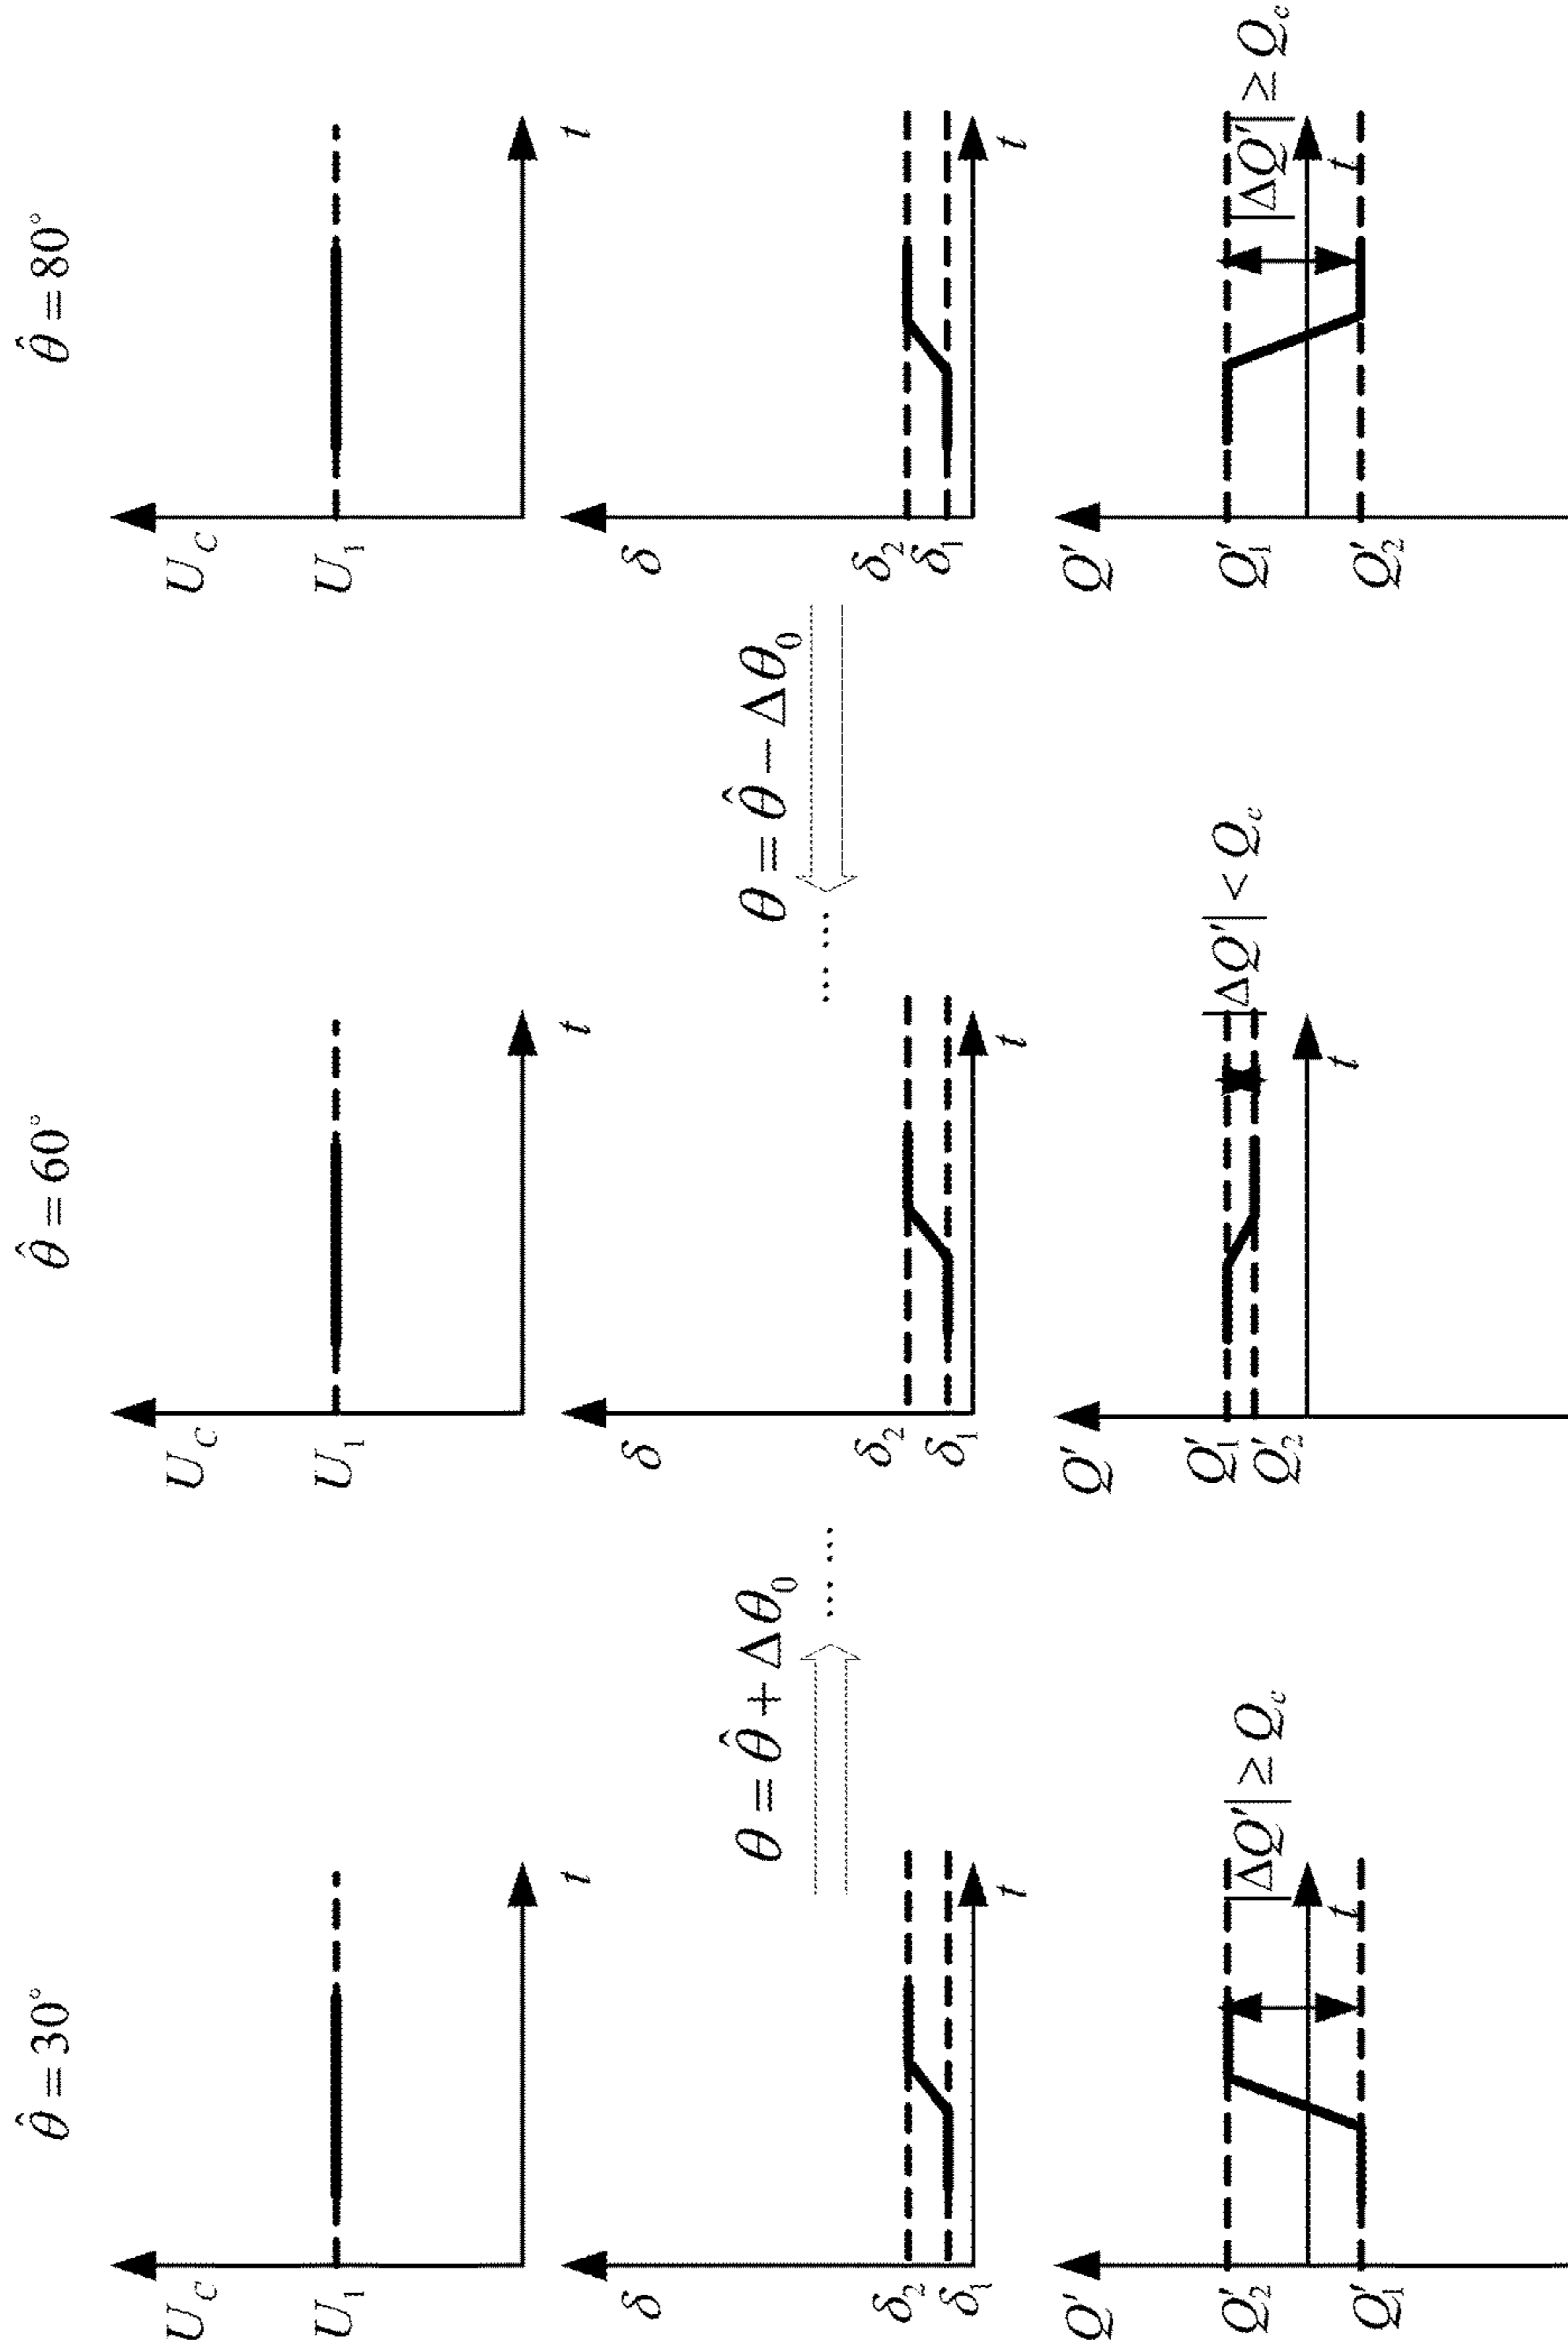 θ̂ = 30°
θ̂ = 60°
θ̂ = 80°
U_C
U_1
t
U_C
U_1
t
U_C
U_1
t
δ
δ_2
δ_1
t
θ = θ̂ + Δθ_0
......
δ
δ_2
δ_1
t
......
θ = θ̂ − Δθ_0
δ
δ_2
δ_1
t
Q'
Q'_2
Q'_1
|ΔQ'| ≥ Q_c
t
Q'
Q'_1
Q'_2
|ΔQ'| < Q_c
t
Q'
Q'_1
Q'_2
|ΔQ'| ≥ Q_c
t